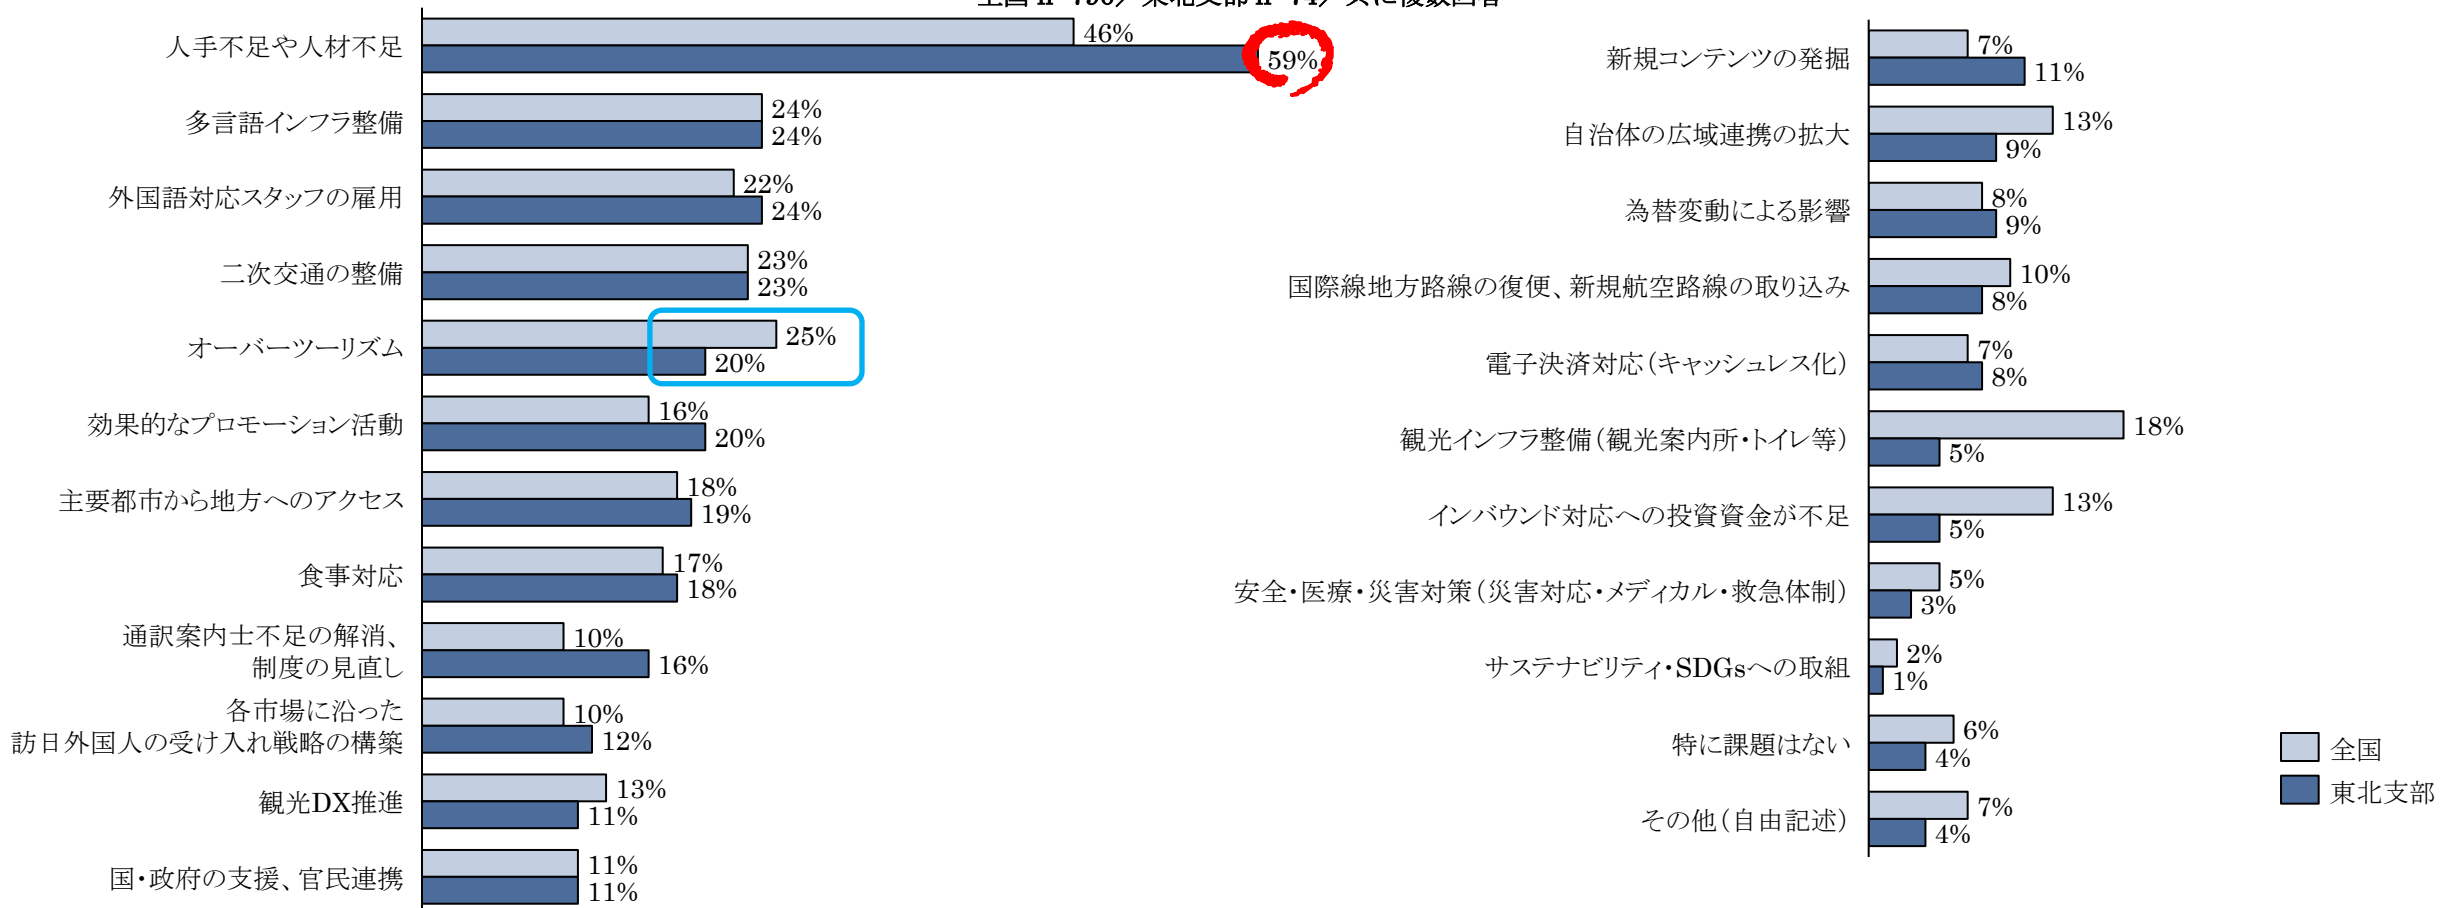 人手不足や人材不足
46%
59%
多言語インフラ整備
24%
24%
外国語対応スタッフの雇用
22%
24%
二次交通の整備
23%
23%
オーバーツーリズム
25%
20%
効果的なプロモーション活動
16%
20%
主要都市から地方へのアクセス
18%
19%
食事対応
17%
18%
通訳案内士不足の解消、
制度の見直し
10%
16%
各市場に沿った
訪日外国人の受け入れ戦略の構築
10%
12%
観光DX推進
13%
11%
国・政府の支援、官民連携
11%
11%
新規コンテンツの発掘
7%
11%
自治体の広域連携の拡大
13%
9%
為替変動による影響
8%
9%
国際線地方路線の復便、新規航空路線の取り込み
10%
8%
電子決済対応(キャッシュレス化)
7%
8%
観光インフラ整備(観光案内所・トイレ等)
18%
5%
インバウンド対応への投資資金が不足
13%
5%
安全・医療・災害対策(災害対応・メディカル・救急体制)
5%
3%
サステナビリティ・SDGsへの取組
2%
1%
特に課題はない
6%
4%
その他(自由記述)
7%
4%
全国
東北支部